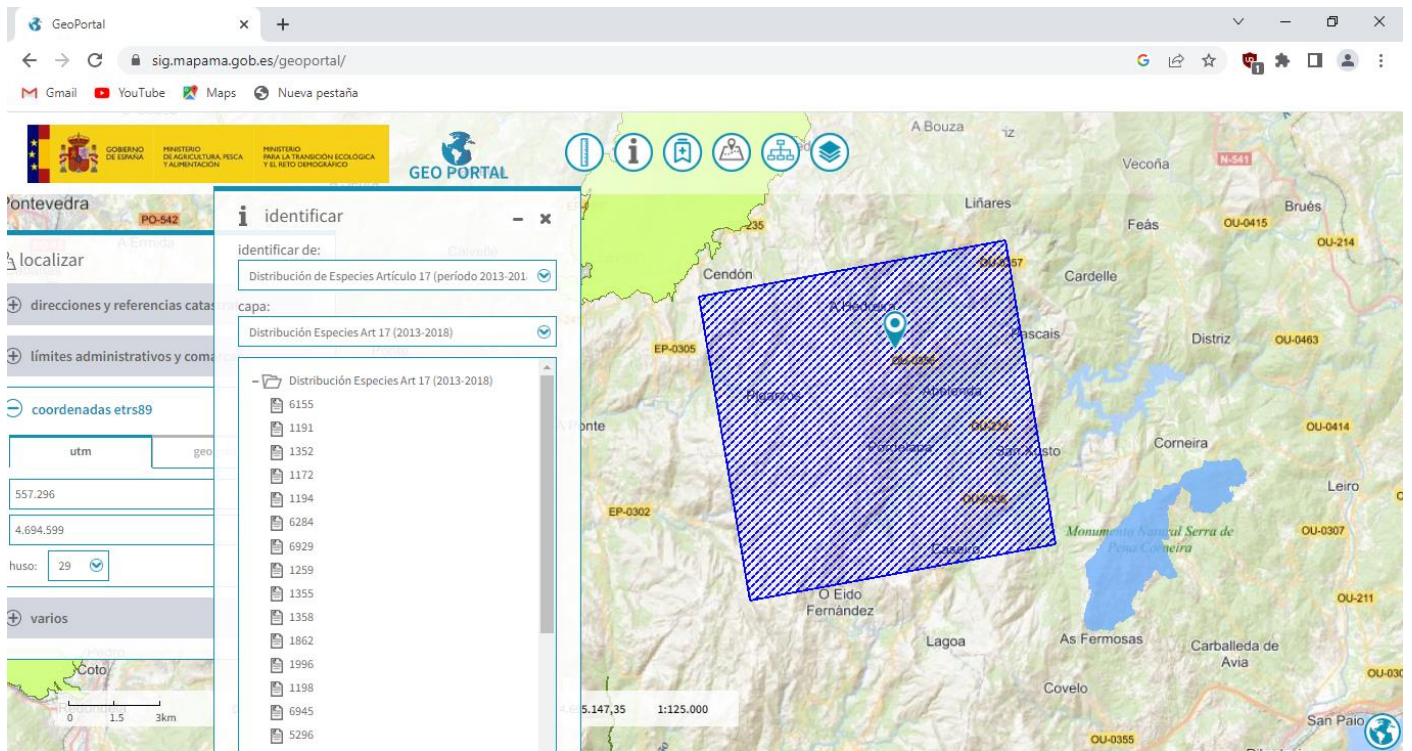 GeoPortal
sig.mapama.gob.es/geoportal/
Gmail YouTube Maps Nueva pestaña
GOBIERNO DE ESPAÑA
MINISTERIO DE AGRICULTURA, PESCA Y ALIMENTACIÓN
MINISTERIO PARA LA TRANSICIÓN ECOLÓGICA Y EL RETO DEMOGRÁFICO
GEO PORTAL
A Bouza
Vecoña
N-541
Pontevedra
PO-542
A Ermida
identificar
Liñares
Feás
OU-0415
Brués
OU-214
localizar
identificar de:
Distribución de Especies Artículo 17 (período 2013-201
Cendón
Cardelle
direcciones y referencias catas
capa:
Distribución Especies Art 17 (2013-2018)
límites administrativos y coma
EP-0305
Distriz
OU-0463
Distribución Especies Art 17 (2013-2018)
coordenadas etrs89
6155
1191
utm
geo
1352
Corneira
OU-0414
1172
557.296
1194
Leiro
4.694.599
6284
EP-0302
Monumento Natural Serra de
Pena Corneira
OU-0307
6929
huso:
29
1259
1355
O Eido
Fernández
OU-211
varios
1358
1862
Lagoa
As Fermosas
Carballeda de
Avia
Coto
1996
1198
Covelo
0 1.5 3km
6945
5.147,35
1:125.000
5296
San Paio
OU-0355